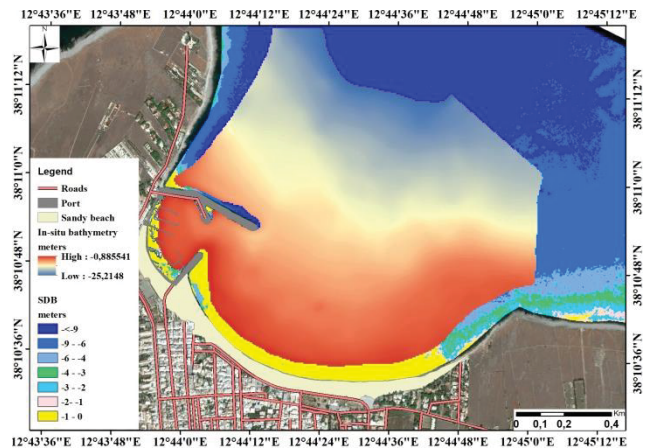 12°43'36"E 12°43'48"E 12°44'0"E 12°44'12"E 12°44'24"E 12°44'36"E 12°44'48"E 12°45'0"E 12°45'12"E
N
38°11'12"N 38°11'12"N
38°11'0"N 38°11'0"N
38°10'48"N 38°10'48"N
38°10'36"N 38°10'36"N
Legend
Roads
Port
Sandy beach
In-situ bathymetry
meters
High : -0,885541
Low : -25,2148
SDB
meters
-<-9
-9 - -6
-6 - -4
-4 - -3
-3 - -2
-2 - -1
-1 - 0
Km
0 0,1 0,2 0,4
12°43'36"E 12°43'48"E 12°44'0"E 12°44'12"E 12°44'24"E 12°44'36"E 12°44'48"E 12°45'0"E 12°45'12"E